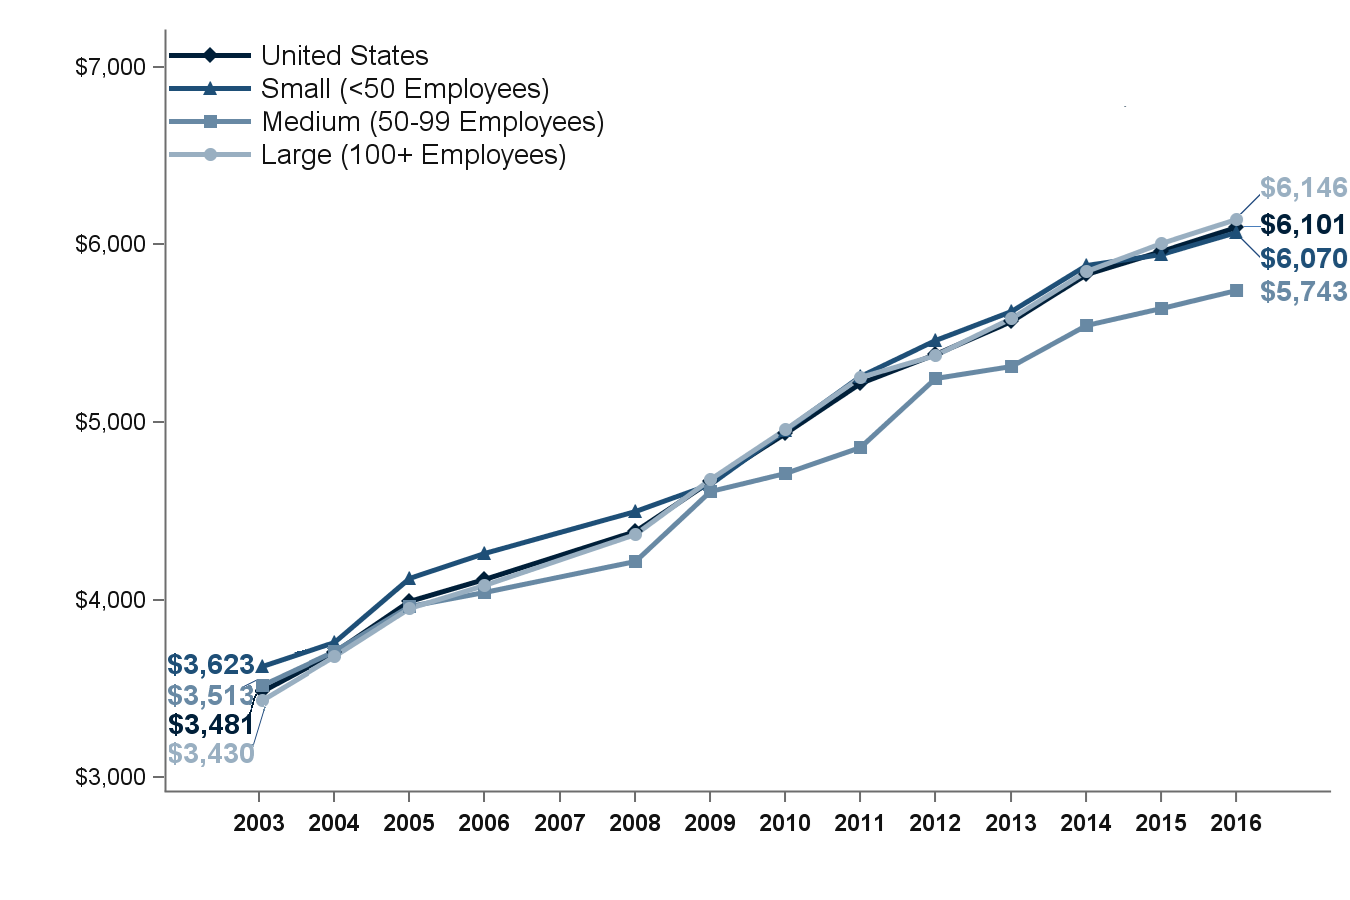 United States
Small (<50 Employees)
Medium (50-99 Employees)
Large (100+ Employees)
$7,000
$6,000
$5,000
$4,000
$3,000
$6,146
$6,101
$6,070
$5,743
$3,623
$3,513
$3,481
$3,430
2003 2004 2005 2006 2007 2008 2009 2010 2011 2012 2013 2014 2015 2016